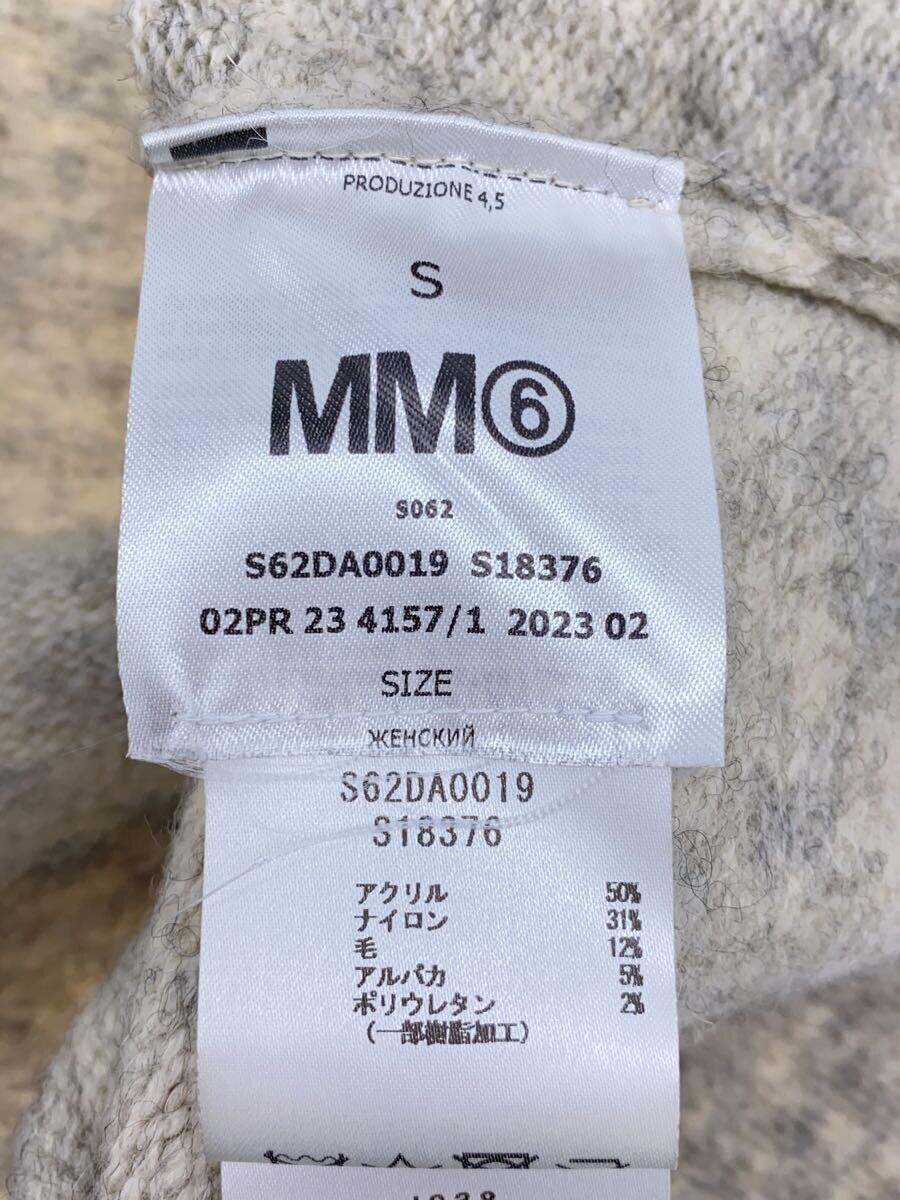 PRODUZIONE 4,5
S
MM⑥
S062
S62DA0019 S18376
02PR 23 4157/1 2023 02
SIZE
ЖЕНСКИЙ
S62DA0019
S18376
アクリル 50%
ナイロン 31%
毛 12%
アルパカ 5%
ポリウレタン 2%
(一部樹脂加工)